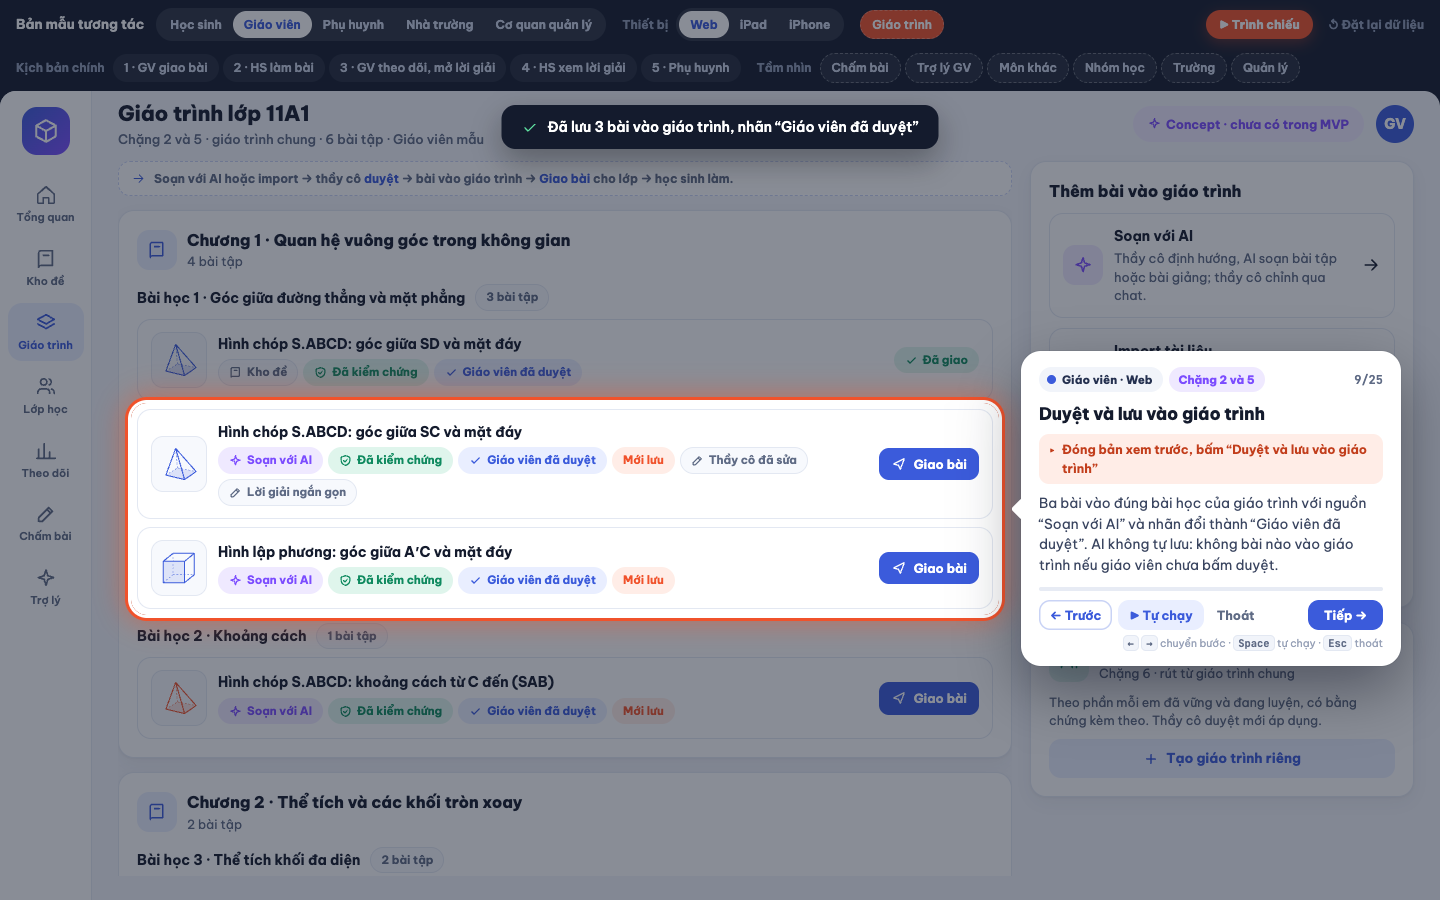 Bản mẫu tương tác
Học sinh
Giáo viên
Phụ huynh
Nhà trường
Cơ quan quản lý
Thiết bị
Web
iPad
iPhone
Giáo trình
Trình chiếu
Đặt lại dữ liệu
Kịch bản chính
1 · GV giao bài
2 · HS làm bài
3 · GV theo dõi, mở lời giải
4 · HS xem lời giải
5 · Phụ huynh
Tầm nhìn
Chấm bài
Trợ lý GV
Môn khác
Nhóm học
Trường
Quản lý
Giáo trình lớp 11A1
Chặng 2 và 5 · giáo trình chung · 6 bài tập · Giáo viên mẫu
Đã lưu 3 bài vào giáo trình, nhãn “Giáo viên đã duyệt”
Concept · chưa có trong MVP
GV
Tổng quan
Kho đề
Giáo trình
Lớp học
Theo dõi
Chấm bài
Trợ lý
→ Soạn với AI hoặc import → thầy cô duyệt → bài vào giáo trình → Giao bài cho lớp → học sinh làm.
Chương 1 · Quan hệ vuông góc trong không gian
4 bài tập
Bài học 1 · Góc giữa đường thẳng và mặt phẳng
3 bài tập
Hình chóp S.ABCD: góc giữa SD và mặt đáy
Kho đề
Đã kiểm chứng
Giáo viên đã duyệt
Đã giao
Hình chóp S.ABCD: góc giữa SC và mặt đáy
Soạn với AI
Đã kiểm chứng
Giáo viên đã duyệt
Mới lưu
Thầy cô đã sửa
Lời giải ngắn gọn
Giao bài
Hình lập phương: góc giữa A’C và mặt đáy
Soạn với AI
Đã kiểm chứng
Giáo viên đã duyệt
Mới lưu
Giao bài
Bài học 2 · Khoảng cách
1 bài tập
Hình chóp S.ABCD: khoảng cách từ C đến (SAB)
Soạn với AI
Đã kiểm chứng
Giáo viên đã duyệt
Mới lưu
Giao bài
Chương 2 · Thể tích và các khối tròn xoay
2 bài tập
Bài học 3 · Thể tích khối đa diện
2 bài tập
Thêm bài vào giáo trình
Soạn với AI
Thầy cô định hướng, AI soạn bài tập
hoặc bài giảng; thầy cô chỉnh qua
chat.
Import tài liệu
Giáo viên · Web
Chặng 2 và 5
9/25
Duyệt và lưu vào giáo trình
Đóng bản xem trước, bấm “Duyệt và lưu vào giáo
trình”
Ba bài vào đúng bài học của giáo trình với nguồn
“Soạn với AI” và nhãn đổi thành “Giáo viên đã
duyệt”. AI không tự lưu: không bài nào vào giáo
trình nếu giáo viên chưa bấm duyệt.
← Trước
Tự chạy
Thoát
Tiếp →
← → chuyển bước · Space tự chạy · Esc thoát
Chặng 6 · rút từ giáo trình chung
Theo phần mỗi em đã vững và đang luyện, có bằng
chứng kèm theo. Thầy cô duyệt mới áp dụng.
+ Tạo giáo trình riêng